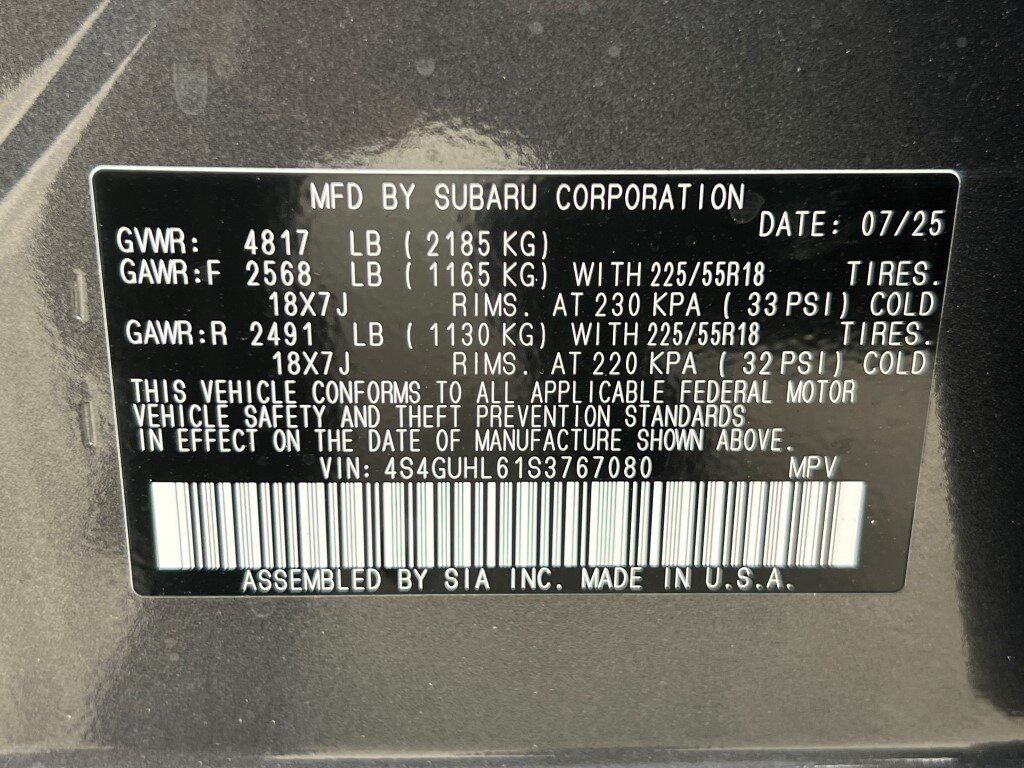 MFD BY SUBARU CORPORATION
DATE: 07/25
GVWR: 4817 LB ( 2185 KG)
GAWR:F 2568 LB ( 1165 KG) WITH 225/55R18 TIRES.
18X7J RIMS. AT 230 KPA ( 33 PSI) COLD
GAWR:R 2491 LB ( 1130 KG) WITH 225/55R18 TIRES.
18X7J RIMS. AT 220 KPA ( 32 PSI) COLD
THIS VEHICLE CONFORMS TO ALL APPLICABLE FEDERAL MOTOR
VEHICLE SAFETY AND THEFT PREVENTION STANDARDS
IN EFFECT ON THE DATE OF MANUFACTURE SHOWN ABOVE.
VIN: 4S4GUHL61S3767080 MPV
ASSEMBLED BY SIA INC. MADE IN U.S.A.